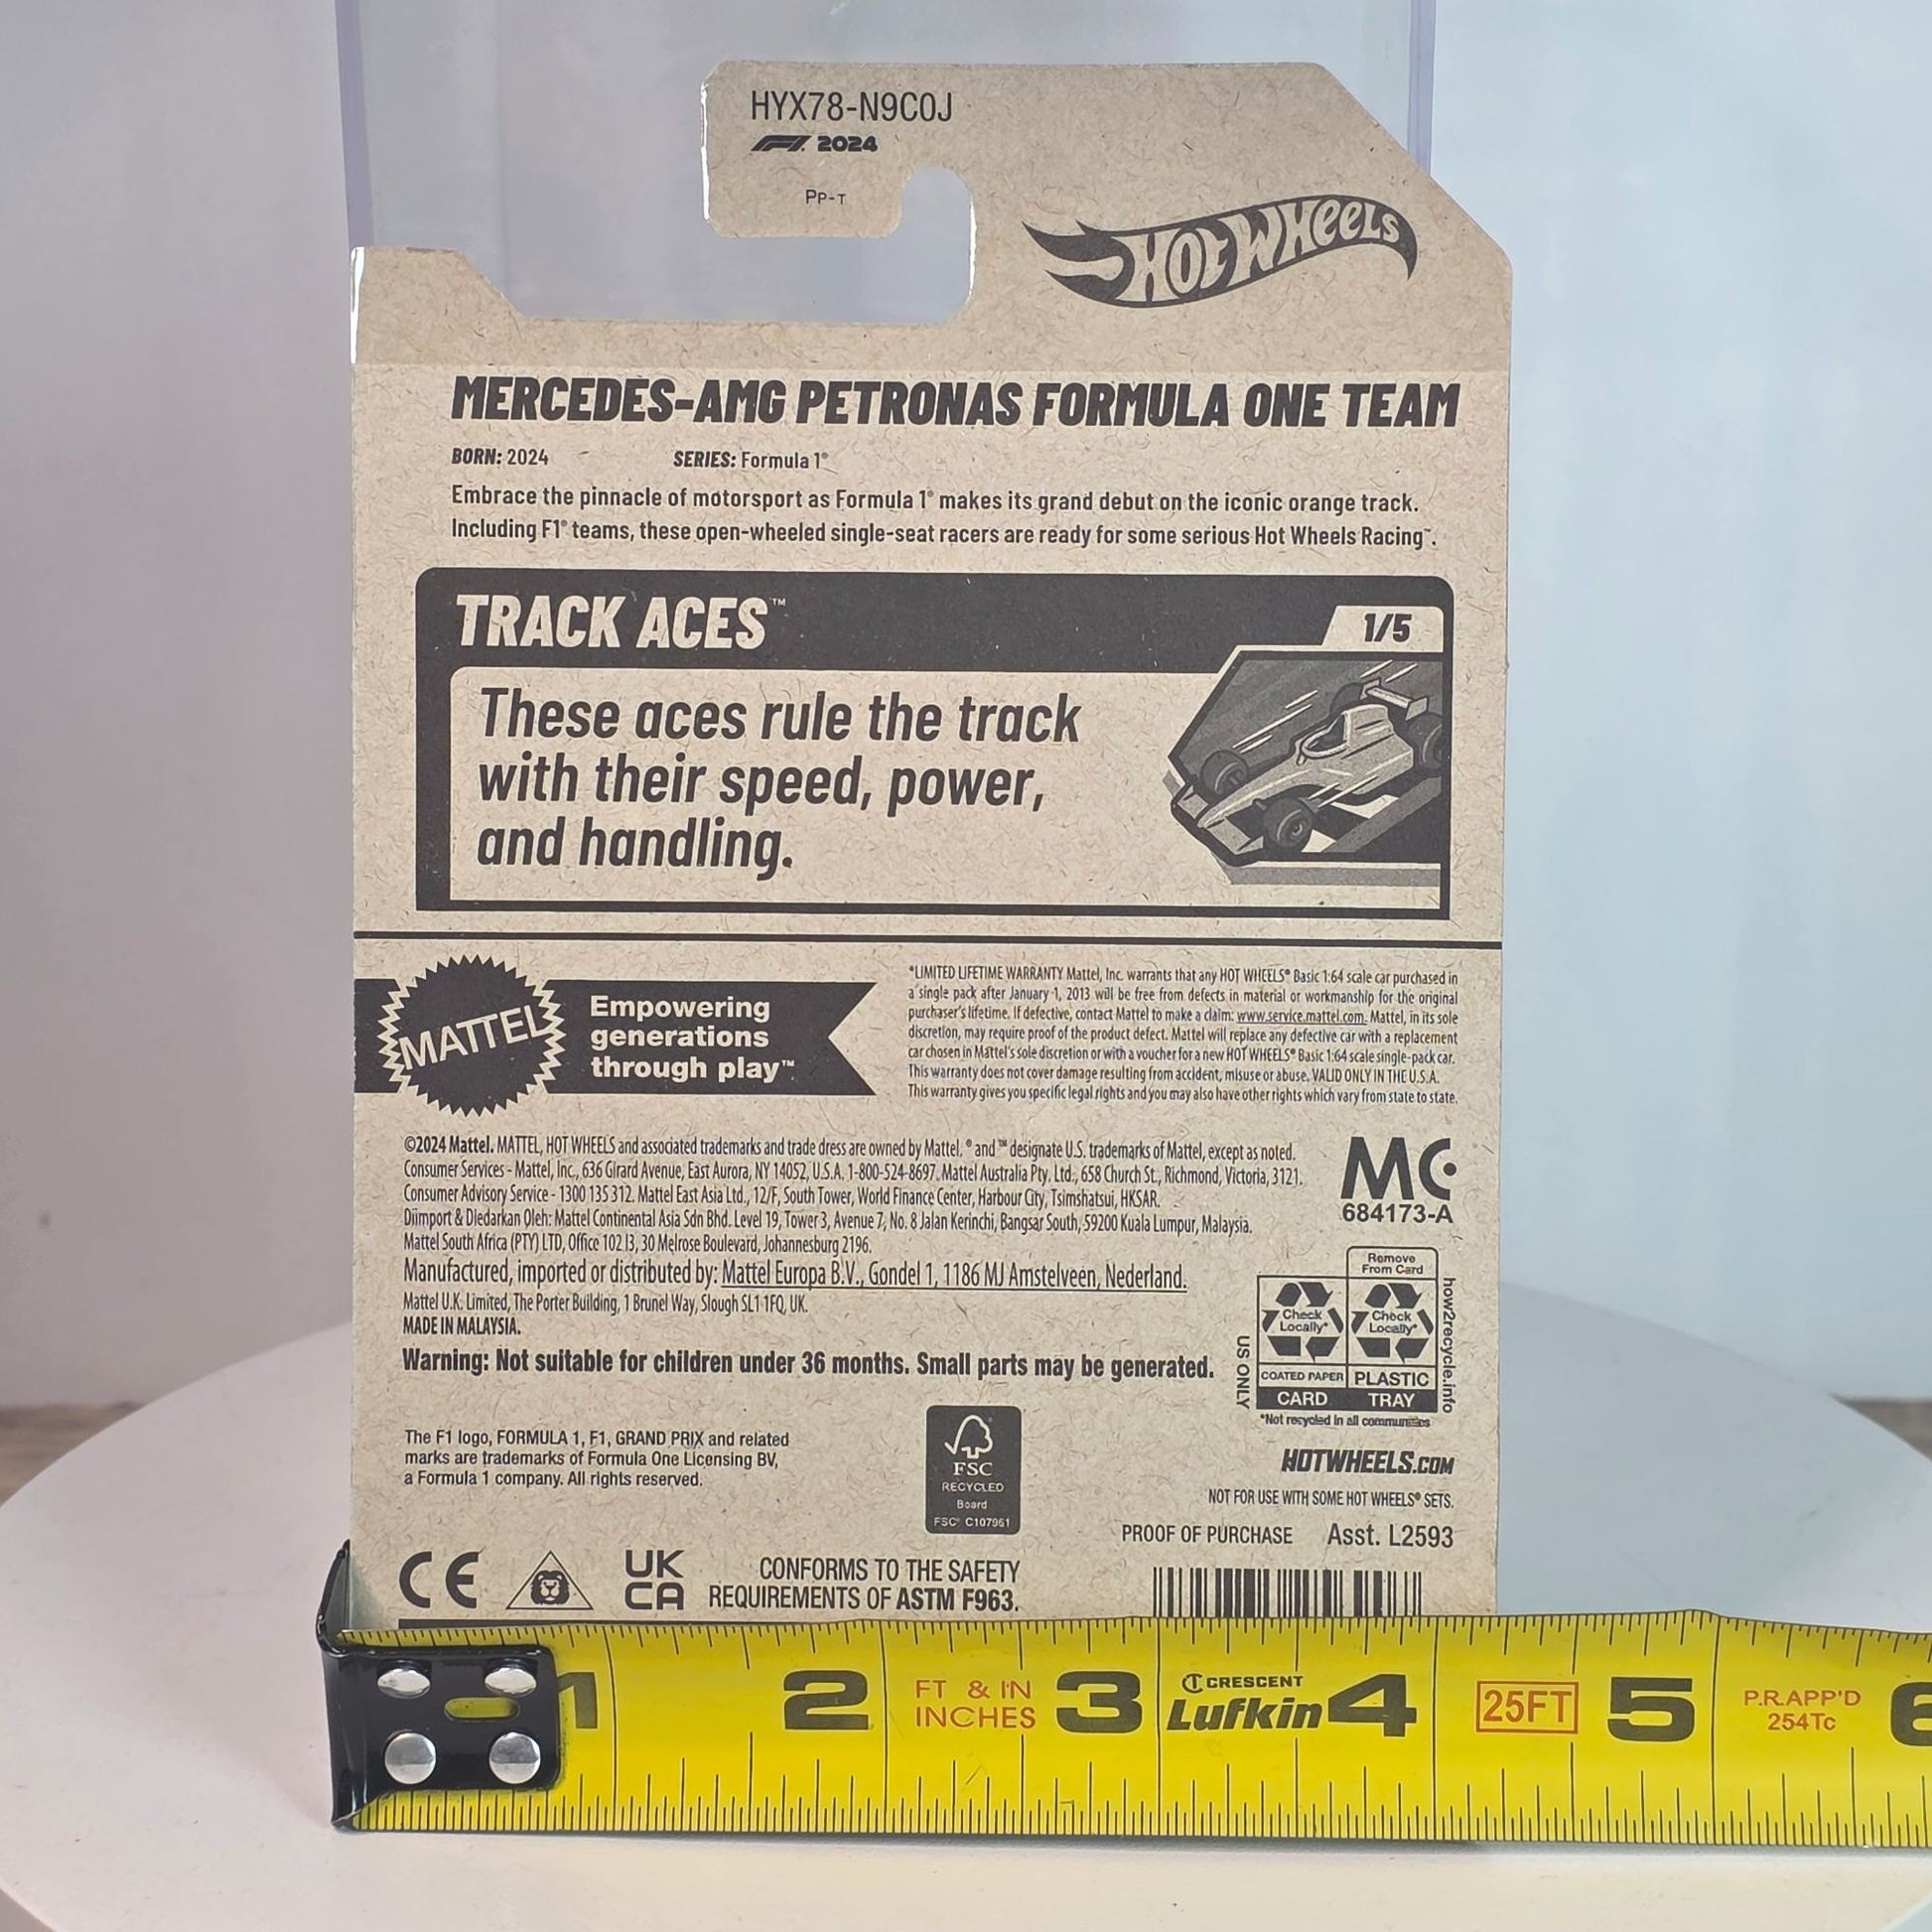 HYX78-N9C0J
F1 2024
PP-T
HOT WHEELS
MERCEDES-AMG PETRONAS FORMULA ONE TEAM
BORN: 2024 SERIES: Formula 1®
Embrace the pinnacle of motorsport as Formula 1® makes its grand debut on the iconic orange track.
Including F1® teams, these open-wheeled single-seat racers are ready for some serious Hot Wheels Racing™.
TRACK ACES™
1/5
These aces rule the track
with their speed, power,
and handling.
MATTEL
Empowering
generations
through play™
*LIMITED LIFETIME WARRANTY Mattel, Inc. warrants that any HOT WHEELS® Basic 1:64 scale car purchased in
a single pack after January 1, 2013 will be free from defects in material or workmanship for the original
purchaser's lifetime. If defective, contact Mattel to make a claim: www.service.mattel.com. Mattel, in its sole
discretion, may require proof of the product defect. Mattel will replace any defective car with a replacement
car chosen in Mattel's sole discretion or with a voucher for a new HOT WHEELS® Basic 1:64 scale single-pack car.
This warranty does not cover damage resulting from accident, misuse or abuse. VALID ONLY IN THE U.S.A.
This warranty gives you specific legal rights and you may also have other rights which vary from state to state.
©2024 Mattel. MATTEL, HOT WHEELS and associated trademarks and trade dress are owned by Mattel. ® and ™ designate U.S. trademarks of Mattel, except as noted.
Consumer Services - Mattel, Inc., 636 Girard Avenue, East Aurora, NY 14052, U.S.A. 1-800-524-8697. Mattel Australia Pty. Ltd., 658 Church St., Richmond, Victoria, 3121.
Consumer Advisory Service - 1300 135 312. Mattel East Asia Ltd., 12/F, South Tower, World Finance Center, Harbour City, Tsimshatsui, HKSAR.
Diimport & Diedarkan Oleh: Mattel Continental Asia Sdn Bhd. Level 19, Tower 3, Avenue 7, No. 8 Jalan Kerinchi, Bangsar South, 59200 Kuala Lumpur, Malaysia.
Mattel South Africa (PTY) LTD, Office 102 I3, 30 Melrose Boulevard, Johannesburg 2196.
Manufactured, imported or distributed by: Mattel Europa B.V., Gondel 1, 1186 MJ Amstelveen, Nederland.
Mattel U.K. Limited, The Porter Building, 1 Brunel Way, Slough SL1 1FQ, UK.
MADE IN MALAYSIA.
Warning: Not suitable for children under 36 months. Small parts may be generated.
MC
684173-A
Remove
From Card
Check
Locally*
Check
Locally*
COATED PAPER PLASTIC
CARD TRAY
US ONLY
how2recycle.info
*Not recycled in all communities
The F1 logo, FORMULA 1, F1, GRAND PRIX and related
marks are trademarks of Formula One Licensing BV,
a Formula 1 company. All rights reserved.
FSC
RECYCLED
Board
FSC® C107961
HOTWHEELS.COM
NOT FOR USE WITH SOME HOT WHEELS® SETS.
PROOF OF PURCHASE Asst. L2593
CE
UK
CA
CONFORMS TO THE SAFETY
REQUIREMENTS OF ASTM F963.
1 2 3 4 5 6
FT & IN
INCHES
CRESCENT
Lufkin
25FT
P.R.APP'D
254Tc